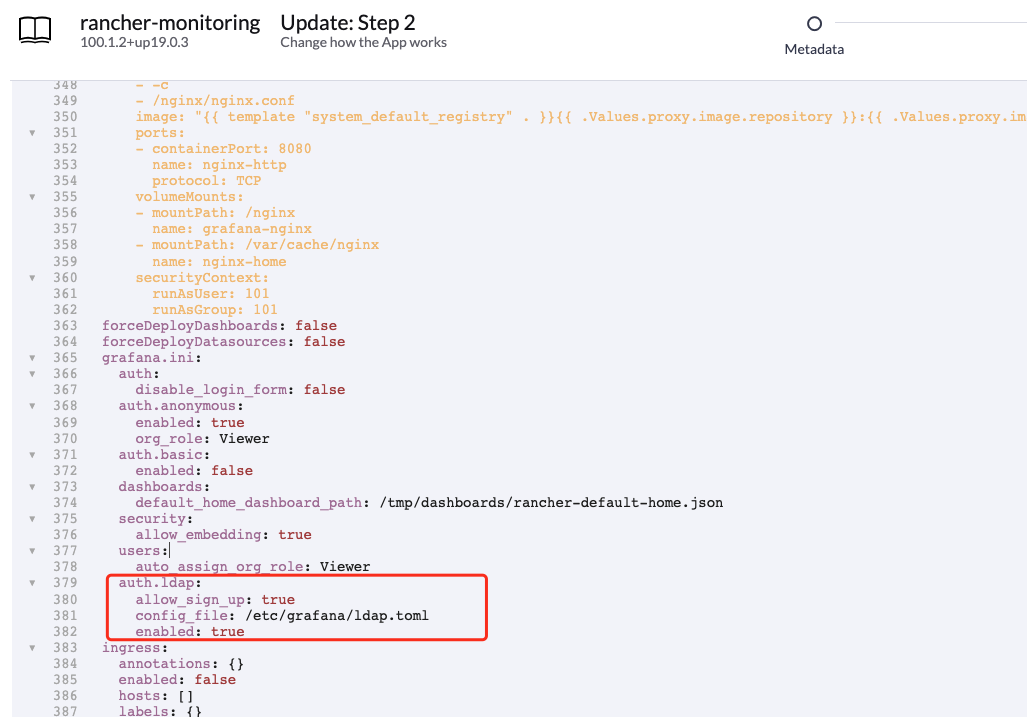 rancher-monitoring
100.1.2+up19.0.3
Update: Step 2
Change how the App works
Metadata
348 - -c
349 - /nginx/nginx.conf
350 image: "{{ template "system_default_registry" . }}{{ .Values.proxy.image.repository }}:{{ .Values.proxy.im
351 ports:
352 - containerPort: 8080
353 name: nginx-http
354 protocol: TCP
355 volumeMounts:
356 - mountPath: /nginx
357 name: grafana-nginx
358 - mountPath: /var/cache/nginx
359 name: nginx-home
360 securityContext:
361 runAsUser: 101
362 runAsGroup: 101
363 forceDeployDashboards: false
364 forceDeployDatasources: false
365 grafana.ini:
366 auth:
367 disable_login_form: false
368 auth.anonymous:
369 enabled: true
370 org_role: Viewer
371 auth.basic:
372 enabled: false
373 dashboards:
374 default_home_dashboard_path: /tmp/dashboards/rancher-default-home.json
375 security:
376 allow_embedding: true
377 users:
378 auto_assign_org_role: Viewer
379 auth.ldap:
380 allow_sign_up: true
381 config_file: /etc/grafana/ldap.toml
382 enabled: true
383 ingress:
384 annotations: {}
385 enabled: false
386 hosts: []
387 labels: {}